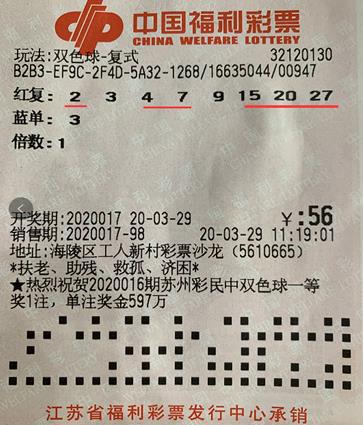 中国福利彩票
CHINA WELFARE LOTTERY
玩法:双色球-复式 32120130
B2B3-EF9C-2F4D-5A32-1268/16635044/00947
红复: 2 3 4 7 9 15 20 27
蓝单: 3
倍数:1
开奖期:2020017 20-03-29 ¥:56
销售期:2020017-98 20-03-29 11:19:01
地址:海陵区工人新村彩票沙龙(5610665)
*扶老、助残、救孤、济困*
★热烈祝贺2020016期苏州彩民中双色球一等
奖1注,单注奖金597万
江苏省福利彩票发行中心承销